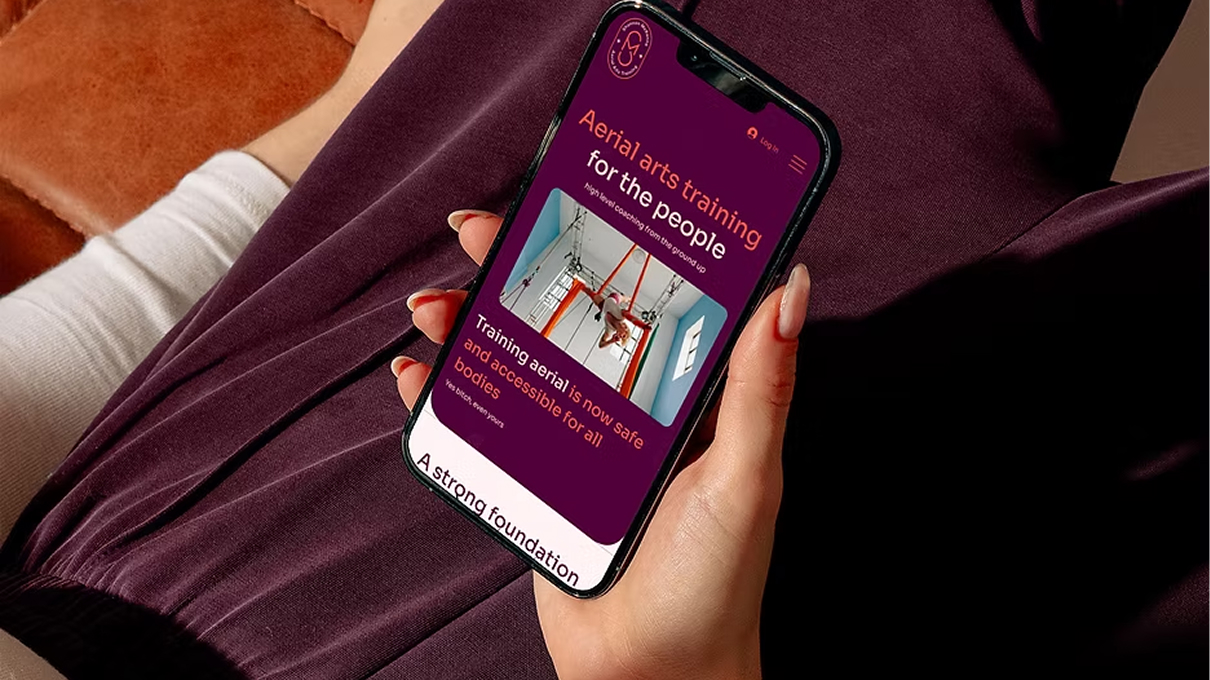 Log In
Aerial arts training
for the people
high level coaching from the ground up
Training aerial is now safe
and accessible for all
bodies
Yes bitch, even yours
A strong foundation